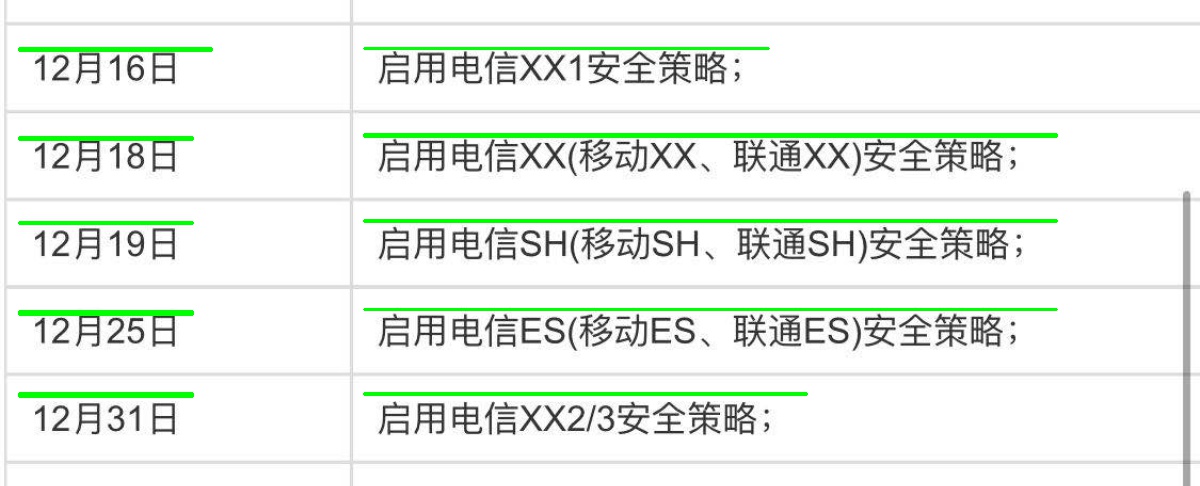 12月16日
启用电信XX1安全策略；
12月18日
启用电信XX(移动XX、联通XX)安全策略；
12月19日
启用电信SH(移动SH、联通SH)安全策略；
12月25日
启用电信ES(移动ES、联通ES)安全策略；
12月31日
启用电信XX2/3安全策略；